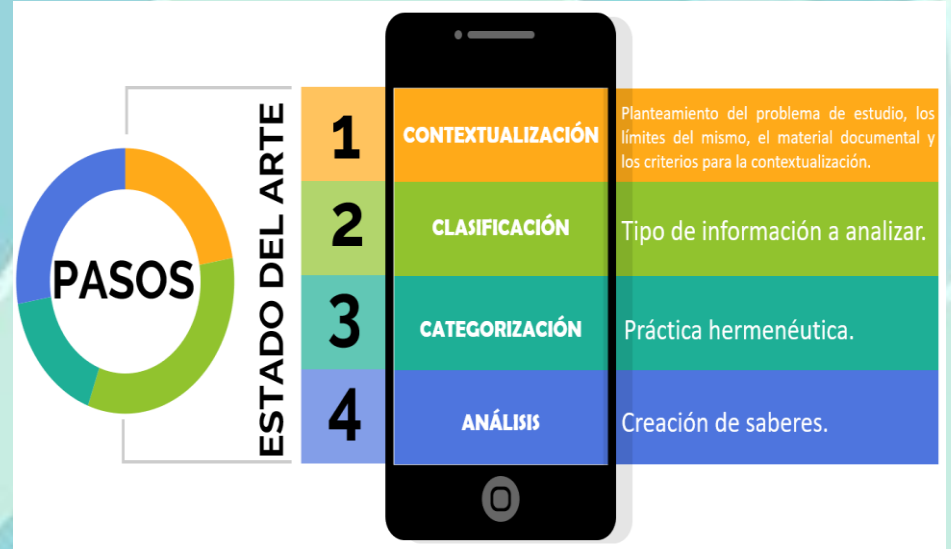 PASOS
ESTADO DEL ARTE
1
CONTEXTUALIZACIÓN
Planteamiento del problema de estudio, los
límites del mismo, el material documental y
los criterios para la contextualización.
2
CLASIFICACIÓN
Tipo de información a analizar.
3
CATEGORIZACIÓN
Práctica hermenéutica.
4
ANÁLISIS
Creación de saberes.